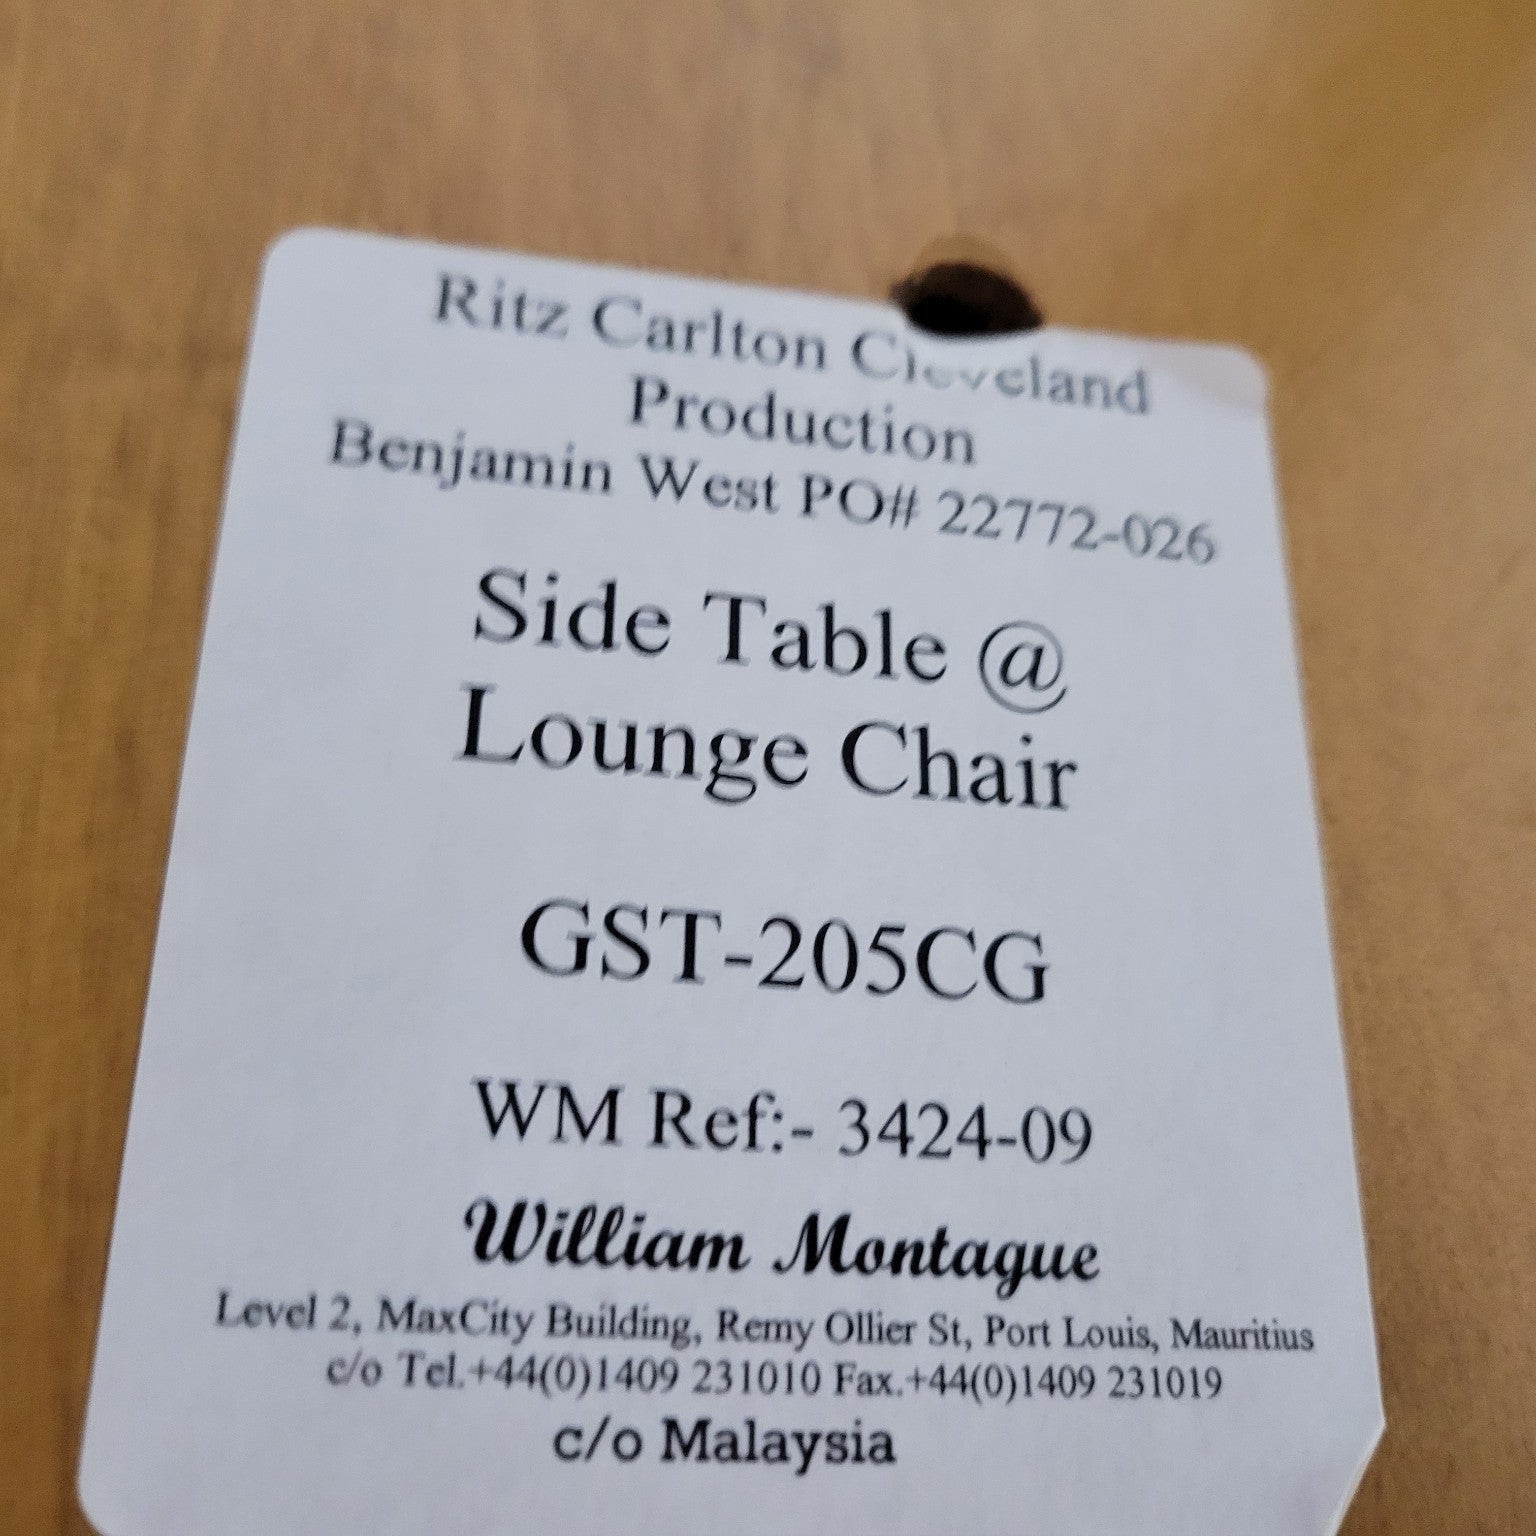 Ritz Carlton Cleveland
Production
Benjamin West PO# 22772-026
Side Table @
Lounge Chair
GST-205CG
WM Ref:- 3424-09
William Montague
Level 2, MaxCity Building, Remy Ollier St, Port Louis, Mauritius
c/o Tel.+44(0)1409 231010 Fax.+44(0)1409 231019
c/o Malaysia